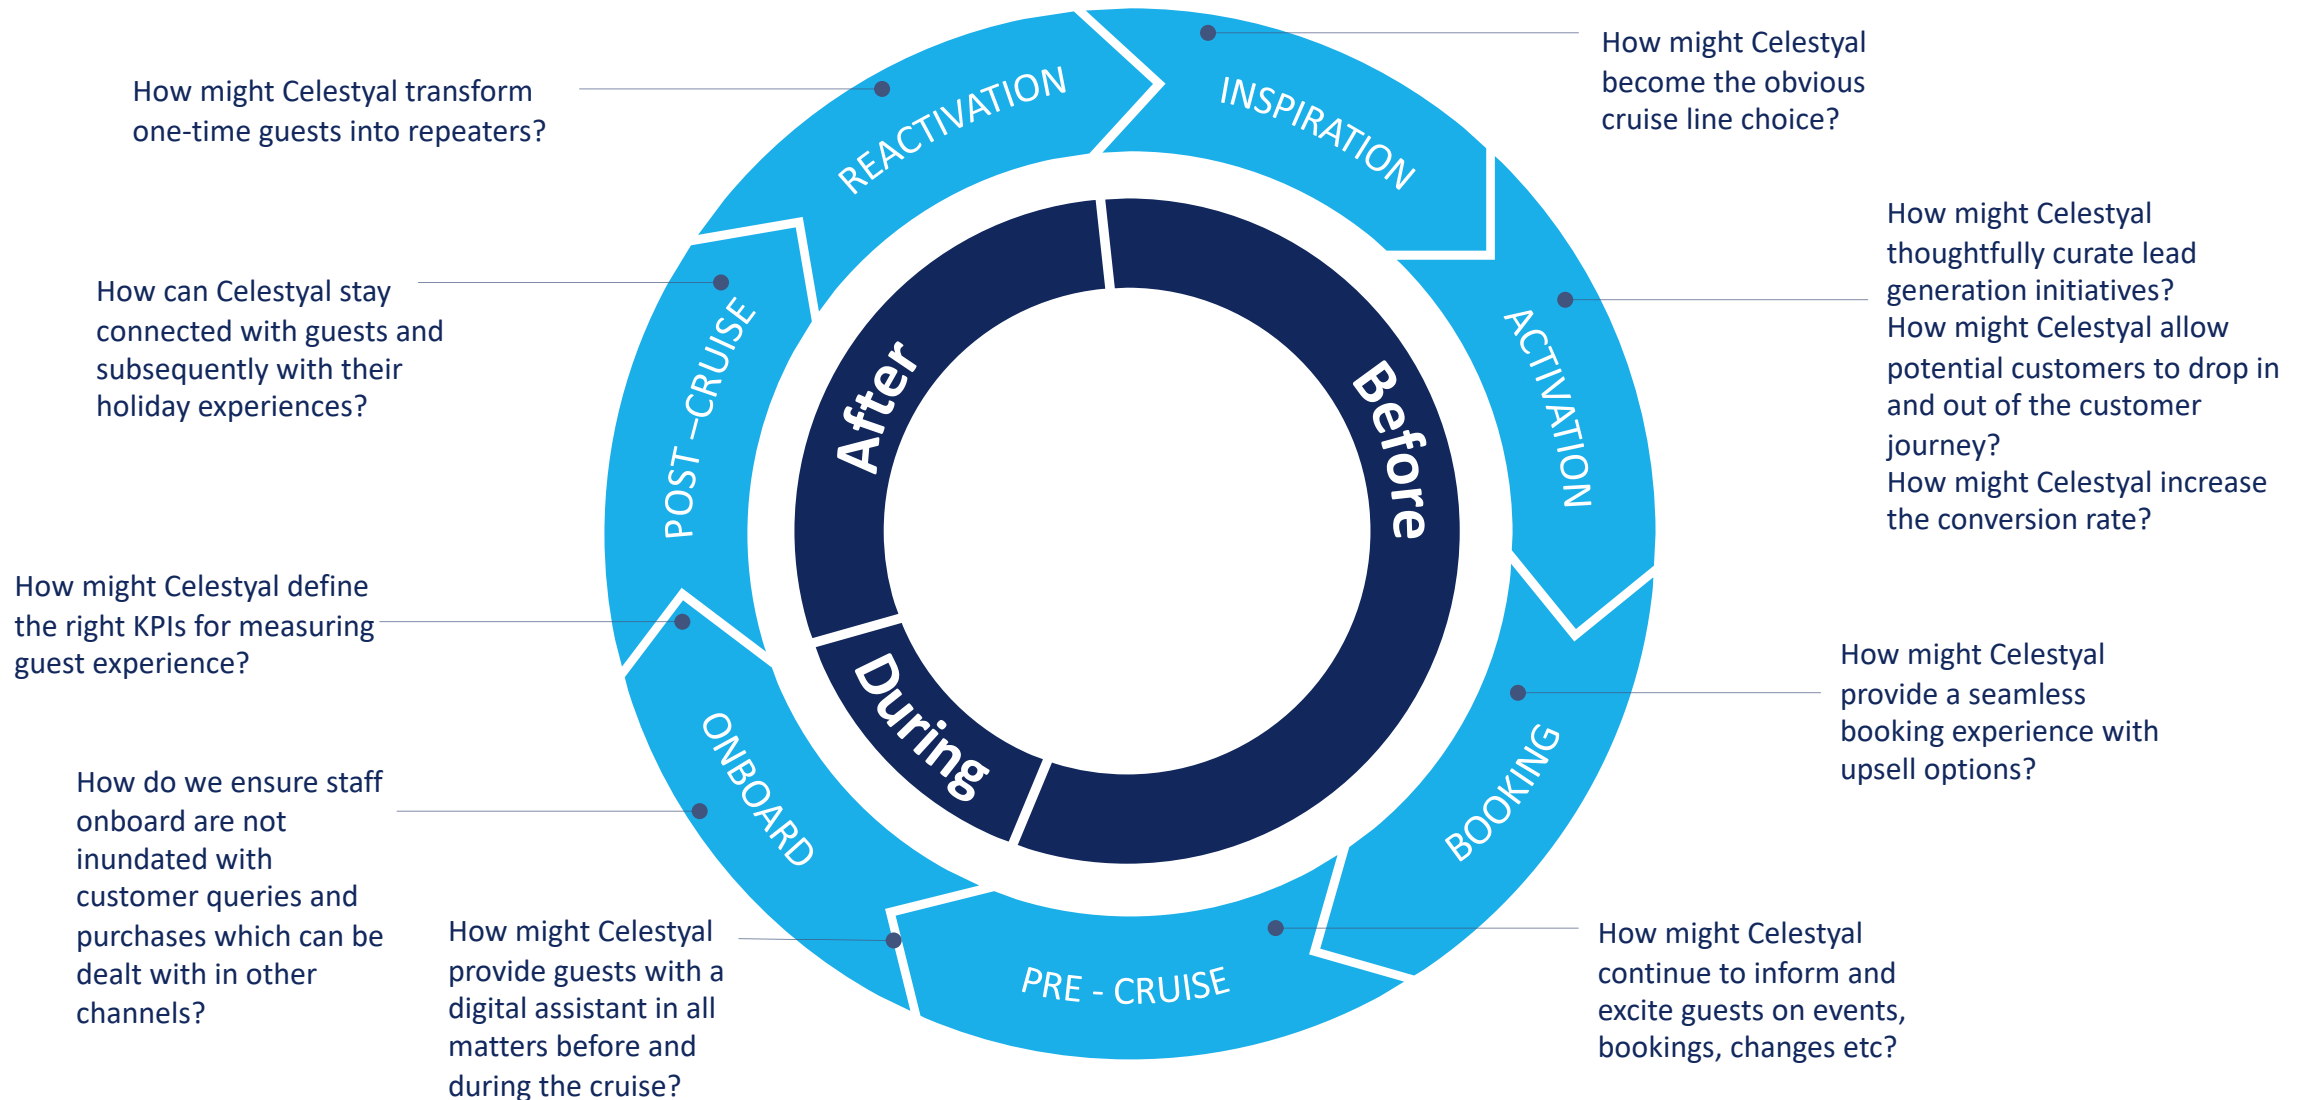 How might Celestyal
become the obvious
cruise line choice?
How might Celestyal transform
one-time guests into repeaters?
REACTIVATION
INSPIRATION
How might Celestyal
thoughtfully curate lead
generation initiatives?
How might Celestyal allow
potential customers to drop in
and out of the customer
journey?
How might Celestyal increase
the conversion rate?
How can Celestyal stay
connected with guests and
subsequently with their
holiday experiences?
POST –CRUISE
ACTIVATION
After
Before
During
How might Celestyal define
the right KPIs for measuring
guest experience?
How might Celestyal
provide a seamless
booking experience with
upsell options?
ONBOARD
BOOKING
How do we ensure staff
onboard are not
inundated with
customer queries and
purchases which can be
dealt with in other
channels?
How might Celestyal
provide guests with a
digital assistant in all
matters before and
during the cruise?
PRE - CRUISE
How might Celestyal
continue to inform and
excite guests on events,
bookings, changes etc?